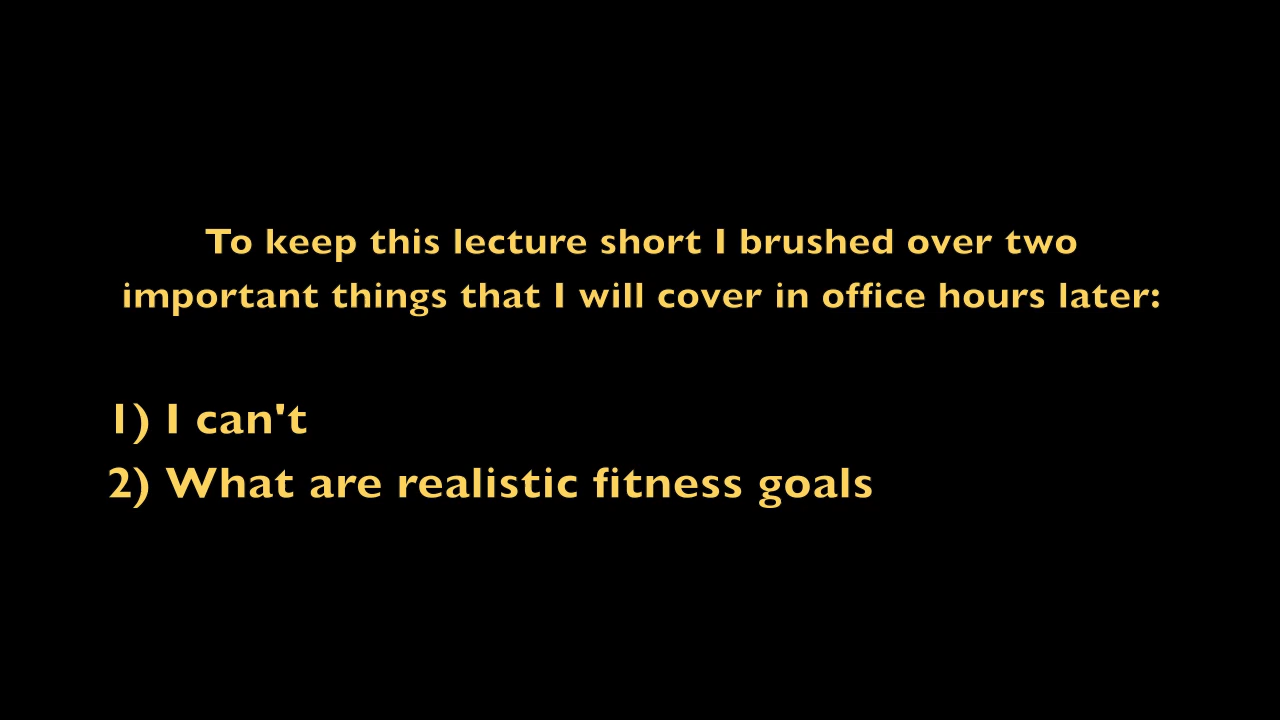 To keep this lecture short I brushed over two
important things that I will cover in office hours later:
1) I can't
2) What are realistic fitness goals